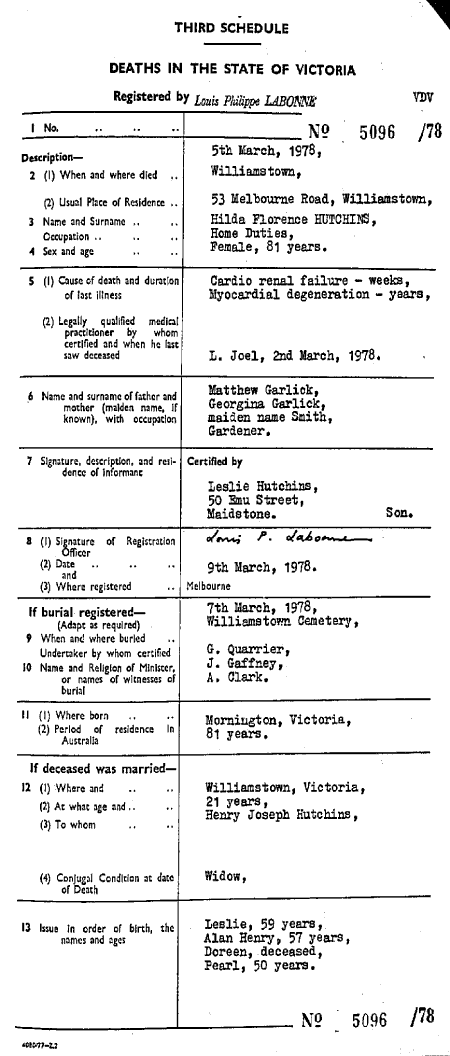 THIRD SCHEDULE
DEATHS IN THE STATE OF VICTORIA
Registered by Louis Philippe LABONNE VDV
1 No. .. .. .. No 5096 /78
Description—
5th March, 1978,
2 (1) When and where died .. Williamstown,
(2) Usual Place of Residence .. 53 Melbourne Road, Williamstown,
3 Name and Surname .. .. Hilda Florence HUTCHINS,
Occupation .. .. Home Duties,
4 Sex and age .. .. Female, 81 years.
5 (1) Cause of death and duration Cardio renal failure - weeks,
of last illness Myocardial degeneration - years,
(2) Legally qualified medical
practitioner by whom
certified and when he last
saw deceased L. Joel, 2nd March, 1978.
6 Name and surname of father and Matthew Garlick,
mother (maiden name, if Georgina Garlick,
known), with occupation maiden name Smith,
Gardener.
7 Signature, description, and resi- Certified by
dence of informant
Leslie Hutchins,
50 Emu Street,
Maidstone. Son.
8 (1) Signature of Registration Louis P. Labonne
Officer
(2) Date .. .. .. 9th March, 1978.
and
(3) Where registered .. Melbourne
If burial registered— 7th March, 1978,
(Adapt as required) Williamstown Cemetery,
9 When and where buried ..
Undertaker by whom certified G. Quarrier,
10 Name and Religion of Minister, J. Gaffney,
or names of witnesses of A. Clark.
burial
11 (1) Where born .. .. Mornington, Victoria,
(2) Period of residence in 81 years.
Australia
If deceased was married—
12 (1) Where and .. .. Williamstown, Victoria,
(2) At what age and .. .. 21 years,
(3) To whom .. .. Henry Joseph Hutchins,
(4) Conjugal Condition at date Widow,
of Death
13 Issue in order of birth, the Leslie, 59 years,
names and ages Alan Henry, 57 years,
Doreen, deceased,
Pearl, 50 years.
No 5096 /78